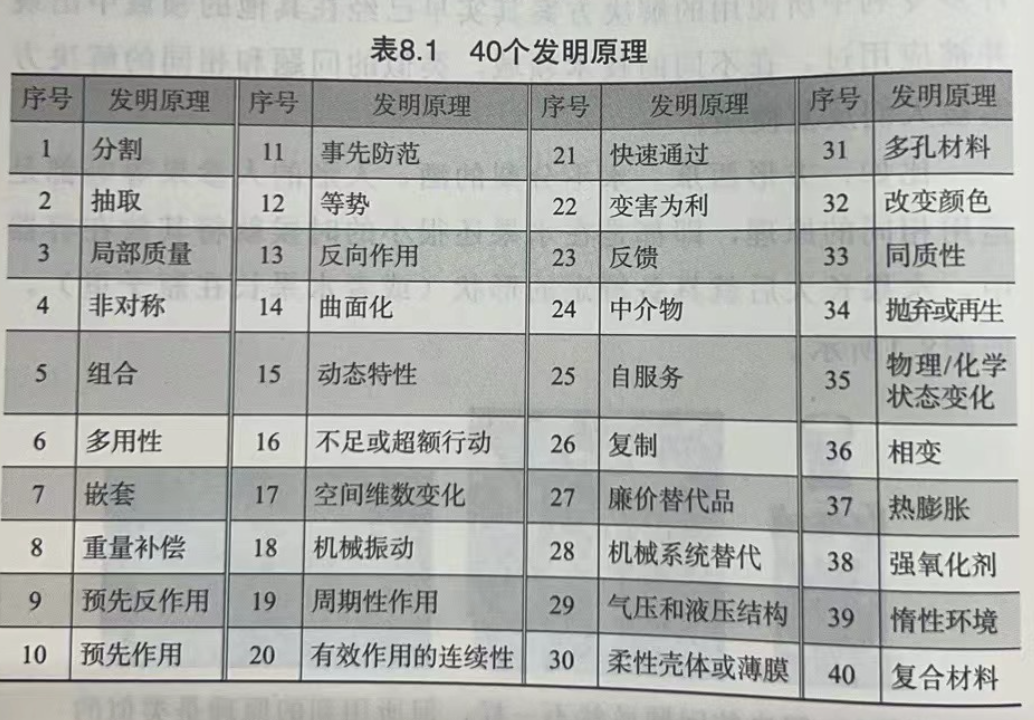 表8.1 40个发明原理
序号 发明原理 序号 发明原理 序号 发明原理 序号 发明原理
1 分割 11 事先防范 21 快速通过 31 多孔材料
2 抽取 12 等势 22 变害为利 32 改变颜色
3 局部质量 13 反向作用 23 反馈 33 同质性
4 非对称 14 曲面化 24 中介物 34 抛弃或再生
5 组合 15 动态特性 25 自服务 35 物理/化学
状态变化
6 多用性 16 不足或超额行动 26 复制 36 相变
7 嵌套 17 空间维数变化 27 廉价替代品 37 热膨胀
8 重量补偿 18 机械振动 28 机械系统替代 38 强氧化剂
9 预先反作用 19 周期性作用 29 气压和液压结构 39 惰性环境
10 预先作用 20 有效作用的连续性 30 柔性壳体或薄膜 40 复合材料